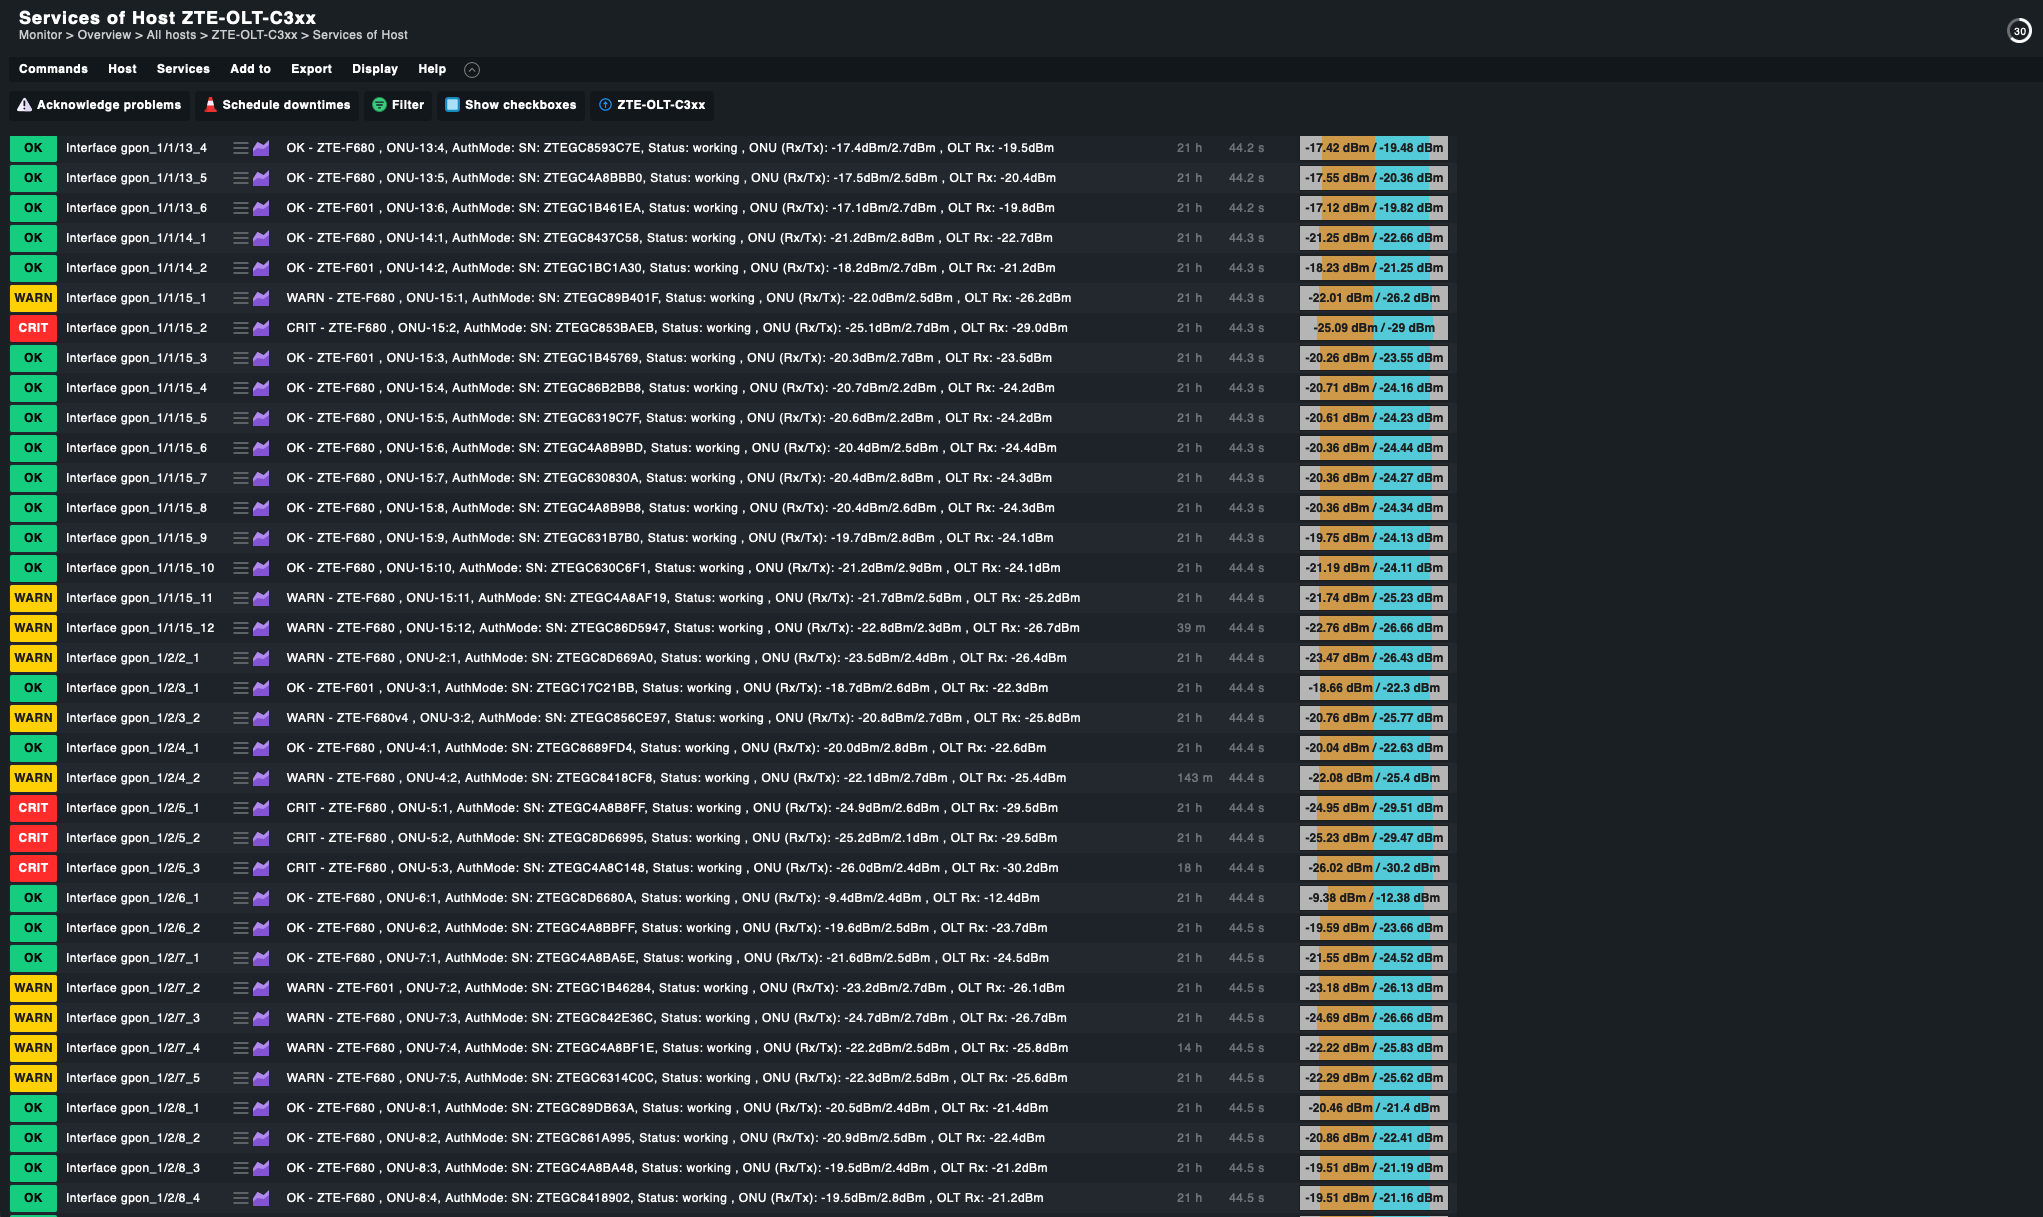 Services of Host ZTE-OLT-C3xx
Monitor > Overview > All hosts > ZTE-OLT-C3xx > Services of Host
30
Commands Host Services Add to Export Display Help
Acknowledge problems Schedule downtimes Filter Show checkboxes ZTE-OLT-C3xx
OK Interface gpon_1/1/13_4 OK - ZTE-F680 , ONU-13:4, AuthMode: SN: ZTEGC8593C7E, Status: working , ONU (Rx/Tx): -17.4dBm/2.7dBm , OLT Rx: -19.5dBm 21 h 44.2 s -17.42 dBm / -19.48 dBm
OK Interface gpon_1/1/13_5 OK - ZTE-F680 , ONU-13:5, AuthMode: SN: ZTEGC4A8BBB0, Status: working , ONU (Rx/Tx): -17.5dBm/2.5dBm , OLT Rx: -20.4dBm 21 h 44.2 s -17.55 dBm / -20.36 dBm
OK Interface gpon_1/1/13_6 OK - ZTE-F601 , ONU-13:6, AuthMode: SN: ZTEGC1B461EA, Status: working , ONU (Rx/Tx): -17.1dBm/2.7dBm , OLT Rx: -19.8dBm 21 h 44.2 s -17.12 dBm / -19.82 dBm
OK Interface gpon_1/1/14_1 OK - ZTE-F680 , ONU-14:1, AuthMode: SN: ZTEGC8437C58, Status: working , ONU (Rx/Tx): -21.2dBm/2.8dBm , OLT Rx: -22.7dBm 21 h 44.3 s -21.25 dBm / -22.66 dBm
OK Interface gpon_1/1/14_2 OK - ZTE-F601 , ONU-14:2, AuthMode: SN: ZTEGC1BC1A30, Status: working , ONU (Rx/Tx): -18.2dBm/2.7dBm , OLT Rx: -21.2dBm 21 h 44.3 s -18.23 dBm / -21.25 dBm
WARN Interface gpon_1/1/15_1 WARN - ZTE-F680 , ONU-15:1, AuthMode: SN: ZTEGC89B401F, Status: working , ONU (Rx/Tx): -22.0dBm/2.5dBm , OLT Rx: -26.2dBm 21 h 44.3 s -22.01 dBm / -26.2 dBm
CRIT Interface gpon_1/1/15_2 CRIT - ZTE-F680 , ONU-15:2, AuthMode: SN: ZTEGC853BAEB, Status: working , ONU (Rx/Tx): -25.1dBm/2.7dBm , OLT Rx: -29.0dBm 21 h 44.3 s -25.09 dBm / -29 dBm
OK Interface gpon_1/1/15_3 OK - ZTE-F601 , ONU-15:3, AuthMode: SN: ZTEGC1B45769, Status: working , ONU (Rx/Tx): -20.3dBm/2.7dBm , OLT Rx: -23.5dBm 21 h 44.3 s -20.26 dBm / -23.55 dBm
OK Interface gpon_1/1/15_4 OK - ZTE-F680 , ONU-15:4, AuthMode: SN: ZTEGC86B2BB8, Status: working , ONU (Rx/Tx): -20.7dBm/2.2dBm , OLT Rx: -24.2dBm 21 h 44.3 s -20.71 dBm / -24.16 dBm
OK Interface gpon_1/1/15_5 OK - ZTE-F680 , ONU-15:5, AuthMode: SN: ZTEGC6319C7F, Status: working , ONU (Rx/Tx): -20.6dBm/2.2dBm , OLT Rx: -24.2dBm 21 h 44.3 s -20.61 dBm / -24.23 dBm
OK Interface gpon_1/1/15_6 OK - ZTE-F680 , ONU-15:6, AuthMode: SN: ZTEGC4A8B9BD, Status: working , ONU (Rx/Tx): -20.4dBm/2.5dBm , OLT Rx: -24.4dBm 21 h 44.3 s -20.36 dBm / -24.44 dBm
OK Interface gpon_1/1/15_7 OK - ZTE-F680 , ONU-15:7, AuthMode: SN: ZTEGC630830A, Status: working , ONU (Rx/Tx): -20.4dBm/2.8dBm , OLT Rx: -24.3dBm 21 h 44.3 s -20.36 dBm / -24.27 dBm
OK Interface gpon_1/1/15_8 OK - ZTE-F680 , ONU-15:8, AuthMode: SN: ZTEGC4A8B9B8, Status: working , ONU (Rx/Tx): -20.4dBm/2.6dBm , OLT Rx: -24.3dBm 21 h 44.3 s -20.36 dBm / -24.34 dBm
OK Interface gpon_1/1/15_9 OK - ZTE-F680 , ONU-15:9, AuthMode: SN: ZTEGC631B7B0, Status: working , ONU (Rx/Tx): -19.7dBm/2.8dBm , OLT Rx: -24.1dBm 21 h 44.3 s -19.75 dBm / -24.13 dBm
OK Interface gpon_1/1/15_10 OK - ZTE-F680 , ONU-15:10, AuthMode: SN: ZTEGC630C6F1, Status: working , ONU (Rx/Tx): -21.2dBm/2.9dBm , OLT Rx: -24.1dBm 21 h 44.4 s -21.19 dBm / -24.11 dBm
WARN Interface gpon_1/1/15_11 WARN - ZTE-F680 , ONU-15:11, AuthMode: SN: ZTEGC4A8AF19, Status: working , ONU (Rx/Tx): -21.7dBm/2.5dBm , OLT Rx: -25.2dBm 21 h 44.4 s -21.74 dBm / -25.23 dBm
WARN Interface gpon_1/1/15_12 WARN - ZTE-F680 , ONU-15:12, AuthMode: SN: ZTEGC86D5947, Status: working , ONU (Rx/Tx): -22.8dBm/2.3dBm , OLT Rx: -26.7dBm 39 m 44.4 s -22.76 dBm / -26.66 dBm
WARN Interface gpon_1/2/2_1 WARN - ZTE-F680 , ONU-2:1, AuthMode: SN: ZTEGC8D669A0, Status: working , ONU (Rx/Tx): -23.5dBm/2.4dBm , OLT Rx: -26.4dBm 21 h 44.4 s -23.47 dBm / -26.43 dBm
OK Interface gpon_1/2/3_1 OK - ZTE-F601 , ONU-3:1, AuthMode: SN: ZTEGC17C21BB, Status: working , ONU (Rx/Tx): -18.7dBm/2.6dBm , OLT Rx: -22.3dBm 21 h 44.4 s -18.66 dBm / -22.3 dBm
WARN Interface gpon_1/2/3_2 WARN - ZTE-F680v4 , ONU-3:2, AuthMode: SN: ZTEGC856CE97, Status: working , ONU (Rx/Tx): -20.8dBm/2.7dBm , OLT Rx: -25.8dBm 21 h 44.4 s -20.76 dBm / -25.77 dBm
OK Interface gpon_1/2/4_1 OK - ZTE-F680 , ONU-4:1, AuthMode: SN: ZTEGC8689FD4, Status: working , ONU (Rx/Tx): -20.0dBm/2.8dBm , OLT Rx: -22.6dBm 21 h 44.4 s -20.04 dBm / -22.63 dBm
WARN Interface gpon_1/2/4_2 WARN - ZTE-F680 , ONU-4:2, AuthMode: SN: ZTEGC8418CF8, Status: working , ONU (Rx/Tx): -22.1dBm/2.7dBm , OLT Rx: -25.4dBm 143 m 44.4 s -22.08 dBm / -25.4 dBm
CRIT Interface gpon_1/2/5_1 CRIT - ZTE-F680 , ONU-5:1, AuthMode: SN: ZTEGC4A8B8FF, Status: working , ONU (Rx/Tx): -24.9dBm/2.6dBm , OLT Rx: -29.5dBm 21 h 44.4 s -24.95 dBm / -29.51 dBm
CRIT Interface gpon_1/2/5_2 CRIT - ZTE-F680 , ONU-5:2, AuthMode: SN: ZTEGC8D66995, Status: working , ONU (Rx/Tx): -25.2dBm/2.1dBm , OLT Rx: -29.5dBm 21 h 44.4 s -25.23 dBm / -29.47 dBm
CRIT Interface gpon_1/2/5_3 CRIT - ZTE-F680 , ONU-5:3, AuthMode: SN: ZTEGC4A8C148, Status: working , ONU (Rx/Tx): -26.0dBm/2.4dBm , OLT Rx: -30.2dBm 18 h 44.4 s -26.02 dBm / -30.2 dBm
OK Interface gpon_1/2/6_1 OK - ZTE-F680 , ONU-6:1, AuthMode: SN: ZTEGC8D6680A, Status: working , ONU (Rx/Tx): -9.4dBm/2.4dBm , OLT Rx: -12.4dBm 21 h 44.4 s -9.38 dBm / -12.38 dBm
OK Interface gpon_1/2/6_2 OK - ZTE-F680 , ONU-6:2, AuthMode: SN: ZTEGC4A8BBFF, Status: working , ONU (Rx/Tx): -19.6dBm/2.5dBm , OLT Rx: -23.7dBm 21 h 44.5 s -19.59 dBm / -23.66 dBm
OK Interface gpon_1/2/7_1 OK - ZTE-F680 , ONU-7:1, AuthMode: SN: ZTEGC4A8BA5E, Status: working , ONU (Rx/Tx): -21.6dBm/2.5dBm , OLT Rx: -24.5dBm 21 h 44.5 s -21.55 dBm / -24.52 dBm
WARN Interface gpon_1/2/7_2 WARN - ZTE-F601 , ONU-7:2, AuthMode: SN: ZTEGC1B46284, Status: working , ONU (Rx/Tx): -23.2dBm/2.7dBm , OLT Rx: -26.1dBm 21 h 44.5 s -23.18 dBm / -26.13 dBm
WARN Interface gpon_1/2/7_3 WARN - ZTE-F680 , ONU-7:3, AuthMode: SN: ZTEGC842E36C, Status: working , ONU (Rx/Tx): -24.7dBm/2.7dBm , OLT Rx: -26.7dBm 21 h 44.5 s -24.69 dBm / -26.66 dBm
WARN Interface gpon_1/2/7_4 WARN - ZTE-F680 , ONU-7:4, AuthMode: SN: ZTEGC4A8BF1E, Status: working , ONU (Rx/Tx): -22.2dBm/2.5dBm , OLT Rx: -25.8dBm 14 h 44.5 s -22.22 dBm / -25.83 dBm
WARN Interface gpon_1/2/7_5 WARN - ZTE-F680 , ONU-7:5, AuthMode: SN: ZTEGC6314C0C, Status: working , ONU (Rx/Tx): -22.3dBm/2.5dBm , OLT Rx: -25.6dBm 21 h 44.5 s -22.29 dBm / -25.62 dBm
OK Interface gpon_1/2/8_1 OK - ZTE-F680 , ONU-8:1, AuthMode: SN: ZTEGC89DB63A, Status: working , ONU (Rx/Tx): -20.5dBm/2.4dBm , OLT Rx: -21.4dBm 21 h 44.5 s -20.46 dBm / -21.4 dBm
OK Interface gpon_1/2/8_2 OK - ZTE-F680 , ONU-8:2, AuthMode: SN: ZTEGC861A995, Status: working , ONU (Rx/Tx): -20.9dBm/2.5dBm , OLT Rx: -22.4dBm 21 h 44.5 s -20.86 dBm / -22.41 dBm
OK Interface gpon_1/2/8_3 OK - ZTE-F680 , ONU-8:3, AuthMode: SN: ZTEGC4A8BA48, Status: working , ONU (Rx/Tx): -19.5dBm/2.4dBm , OLT Rx: -21.2dBm 21 h 44.5 s -19.51 dBm / -21.19 dBm
OK Interface gpon_1/2/8_4 OK - ZTE-F680 , ONU-8:4, AuthMode: SN: ZTEGC8418902, Status: working , ONU (Rx/Tx): -19.5dBm/2.8dBm , OLT Rx: -21.2dBm 21 h 44.5 s -19.51 dBm / -21.16 dBm